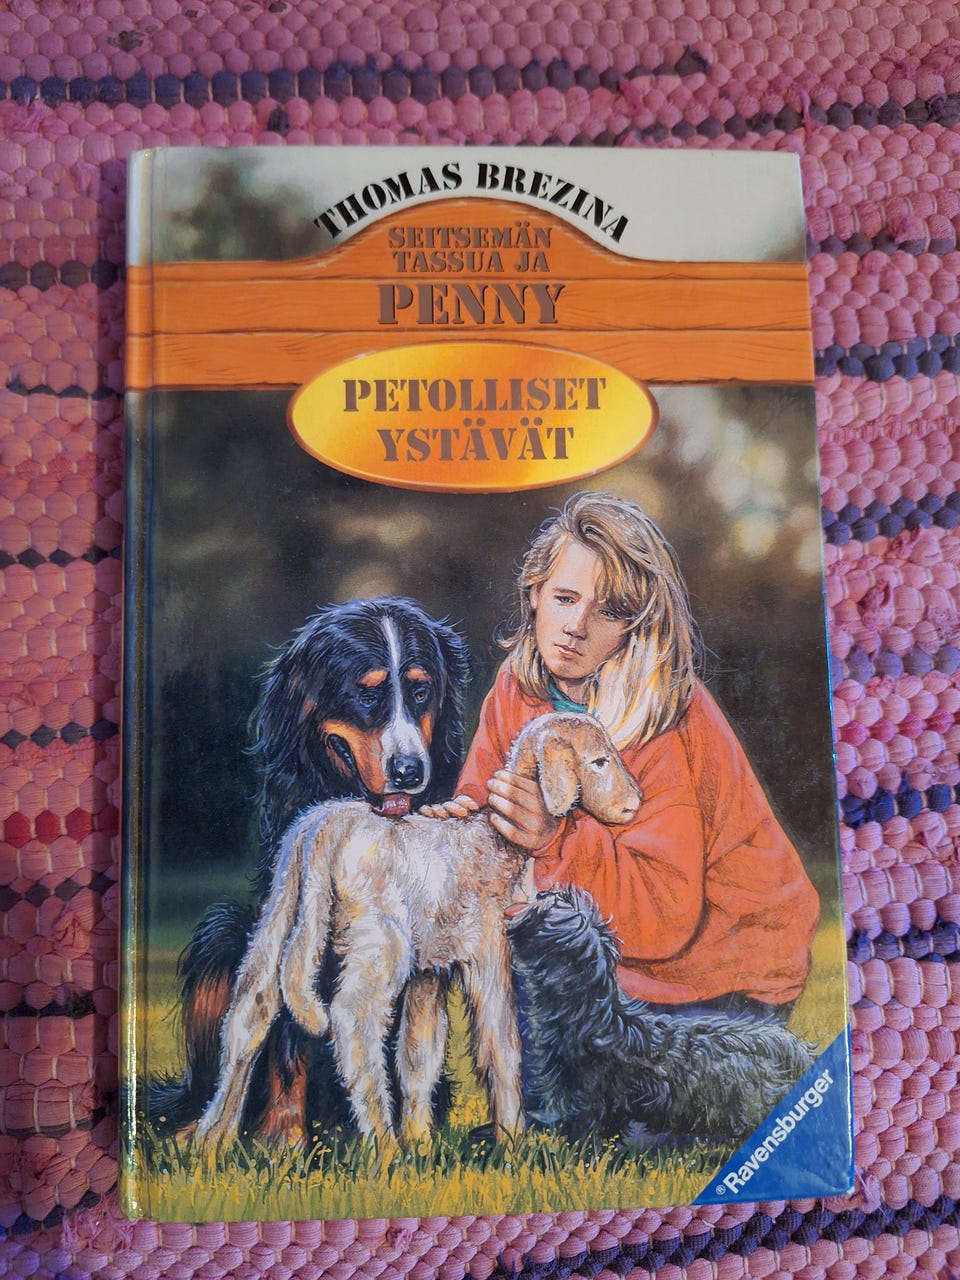 THOMAS BREZINA
SEITSEMÄN
TASSUA JA
PENNY
PETOLLISET
YSTÄVÄT
® Ravensburger